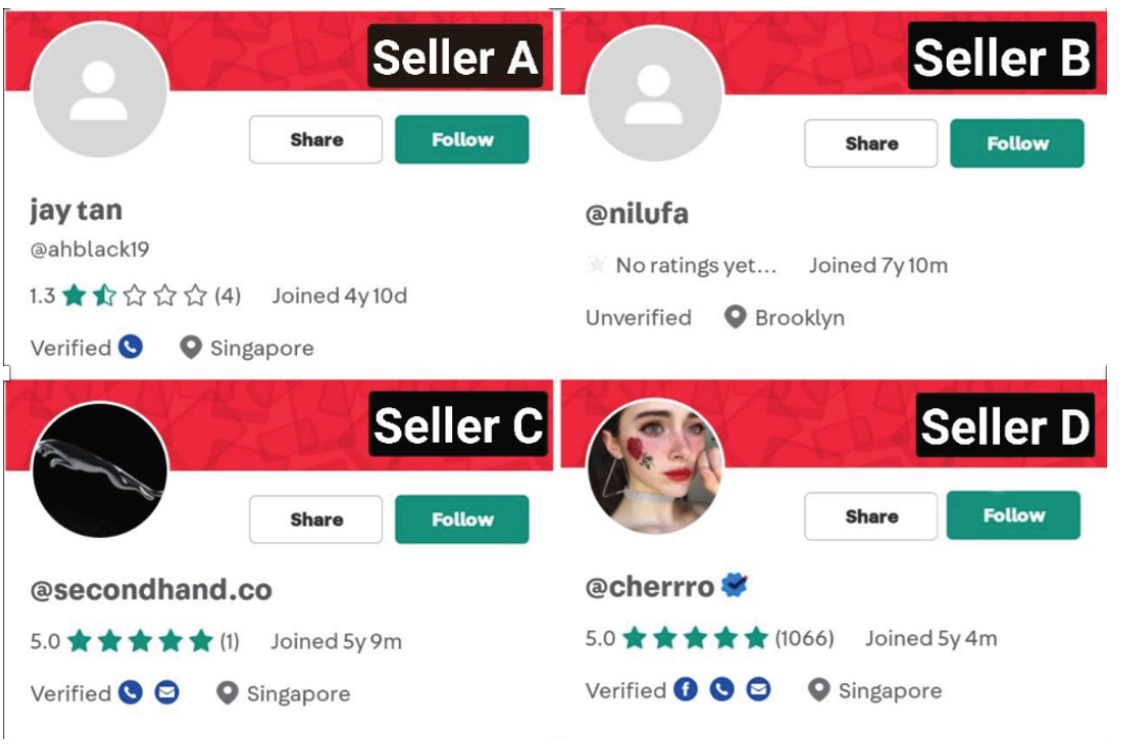 Seller A
Share
Follow
jay tan
@ahblack19
1.3 (4) Joined 4y 10d
Verified Singapore
Seller B
Share
Follow
@nilufa
No ratings yet... Joined 7y 10m
Unverified Brooklyn
Seller C
Share
Follow
@secondhand.co
5.0 (1) Joined 5y 9m
Verified Singapore
Seller D
Share
Follow
@cherrro
5.0 (1066) Joined 5y 4m
Verified f Singapore